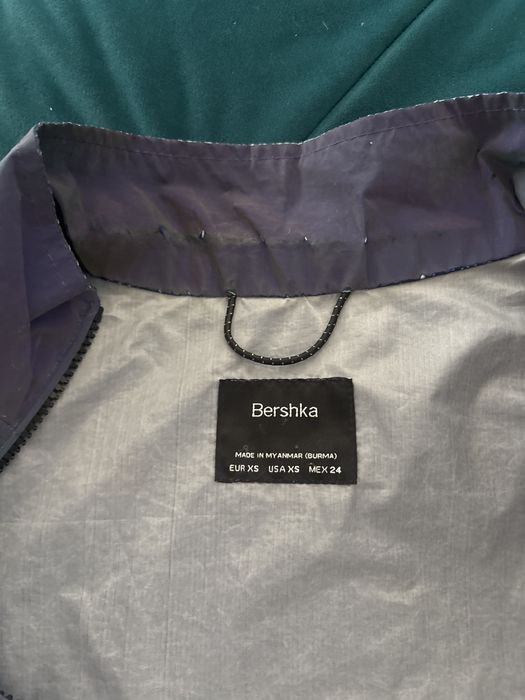 Bershka
MADE IN MYANMAR (BURMA)
EUR XS USA XS MEX 24